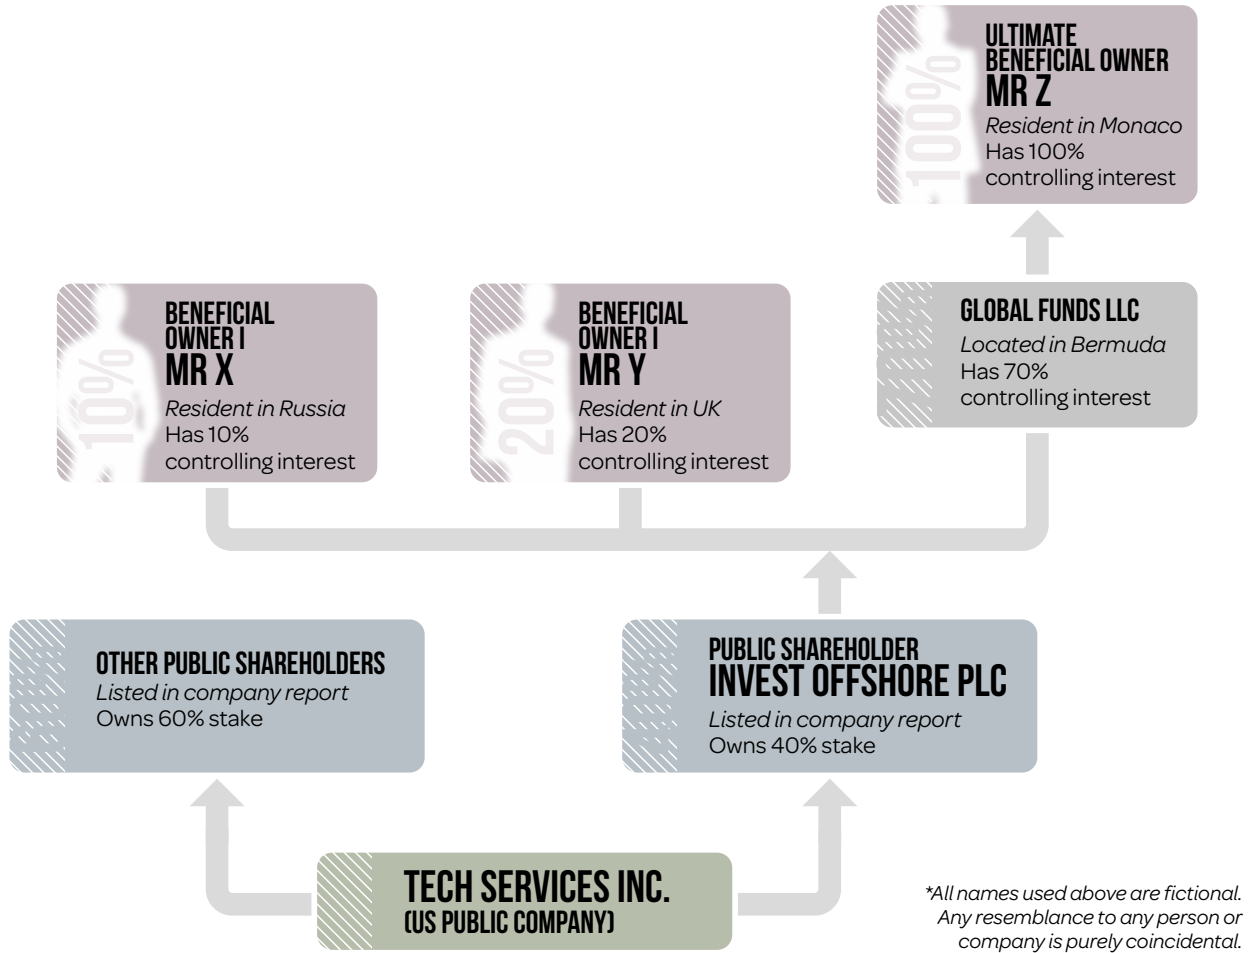 ULTIMATE
BENEFICIAL OWNER
MR Z
Resident in Monaco
Has 100%
controlling interest
100%
BENEFICIAL
OWNER I
MR X
Resident in Russia
Has 10%
controlling interest
10%
BENEFICIAL
OWNER I
MR Y
Resident in UK
Has 20%
controlling interest
20%
GLOBAL FUNDS LLC
Located in Bermuda
Has 70%
controlling interest
OTHER PUBLIC SHAREHOLDERS
Listed in company report
Owns 60% stake
PUBLIC SHAREHOLDER
INVEST OFFSHORE PLC
Listed in company report
Owns 40% stake
TECH SERVICES INC.
(US PUBLIC COMPANY)
*All names used above are fictional.
Any resemblance to any person or
company is purely coincidental.